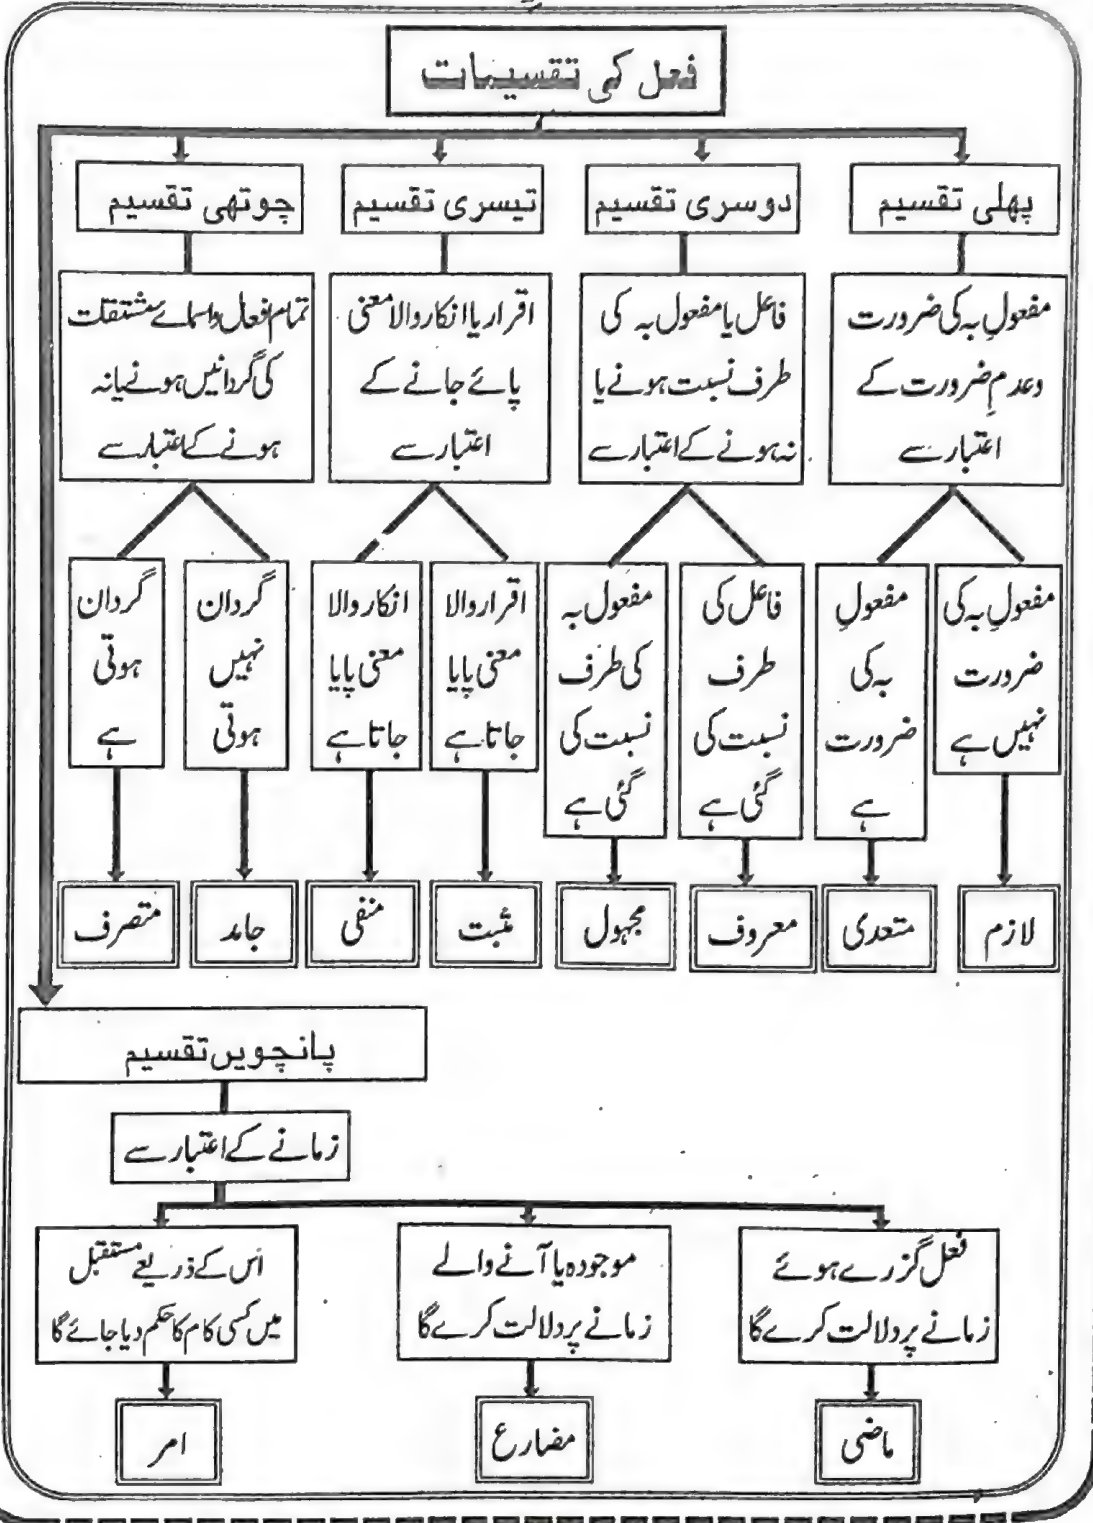 فعل کی تقسیمات
پہلی تقسیم
مفعولِ بہ کی ضرورت
وعدمِ ضرورت کے
اعتبار سے
مفعولِ بہ کی
ضرورت
نہیں ہے
لازم
مفعولِ
بہ کی
ضرورت
ہے
متعدی
دوسری تقسیم
فاعل یا مفعول بہ کی
طرف نسبت ہونے یا
نہ ہونے کے اعتبار سے
فاعل کی
طرف
نسبت کی
گئی ہے
معروف
مفعول بہ
کی طرف
نسبت کی
گئی ہے
مجہول
تیسری تقسیم
اقرار یا انکار والا معنی
پائے جانے کے
اعتبار سے
اقرار والا
معنی پایا
جاتا ہے
مثبت
انکار والا
معنی پایا
جاتا ہے
منفی
چوتھی تقسیم
تمام افعال واسمائے مشتقات
کی گردانیں ہونے یا نہ
ہونے کے اعتبار سے
گردان
نہیں
ہوتی
جامد
گردان
ہوتی
ہے
متصرف
پانچویں تقسیم
زمانے کے اعتبار سے
فعل گزرے ہوئے
زمانے پر دلالت کرے گا
ماضی
موجودہ یا آنے والے
زمانے پر دلالت کرے گا
مضارع
اُس کے ذریعے مستقبل
میں کسی کام کا حکم دیا جائے گا
امر